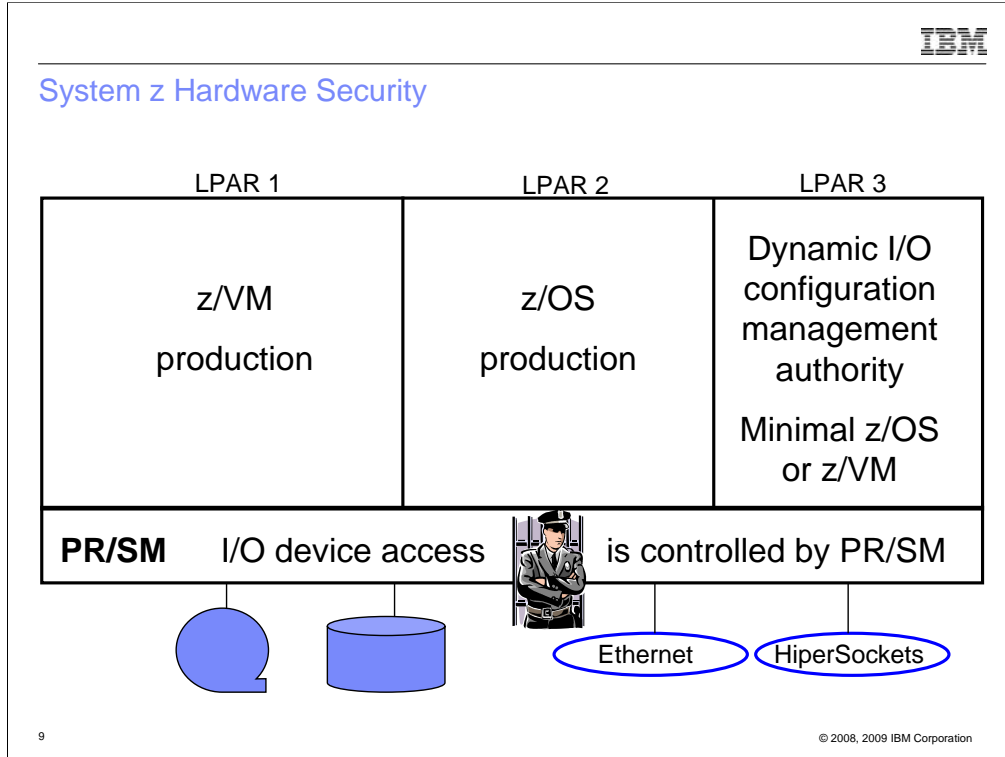 IBM
System z Hardware Security
LPAR 1
LPAR 2
LPAR 3
z/VM
production
z/OS
production
Dynamic I/O
configuration
management
authority
Minimal z/OS
or z/VM
PR/SM I/O device access is controlled by PR/SM
Ethernet
HiperSockets
9
© 2008, 2009 IBM Corporation